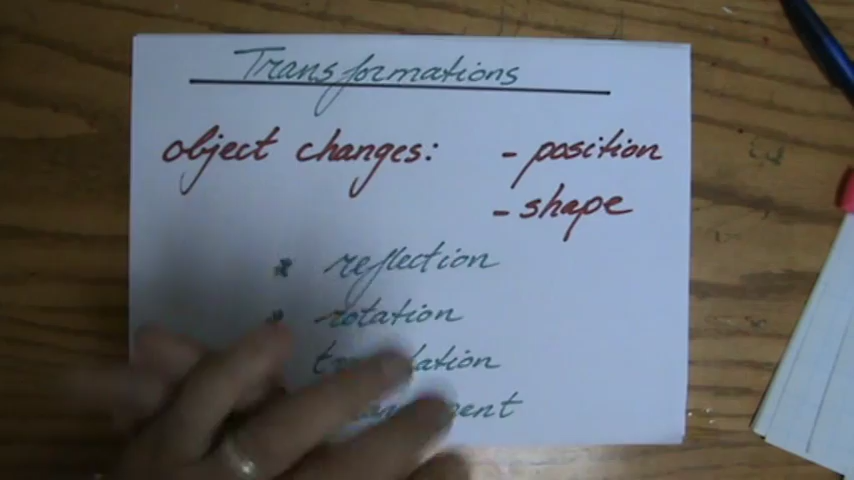 Transformations
object changes: - position
- shape
* reflection
* rotation